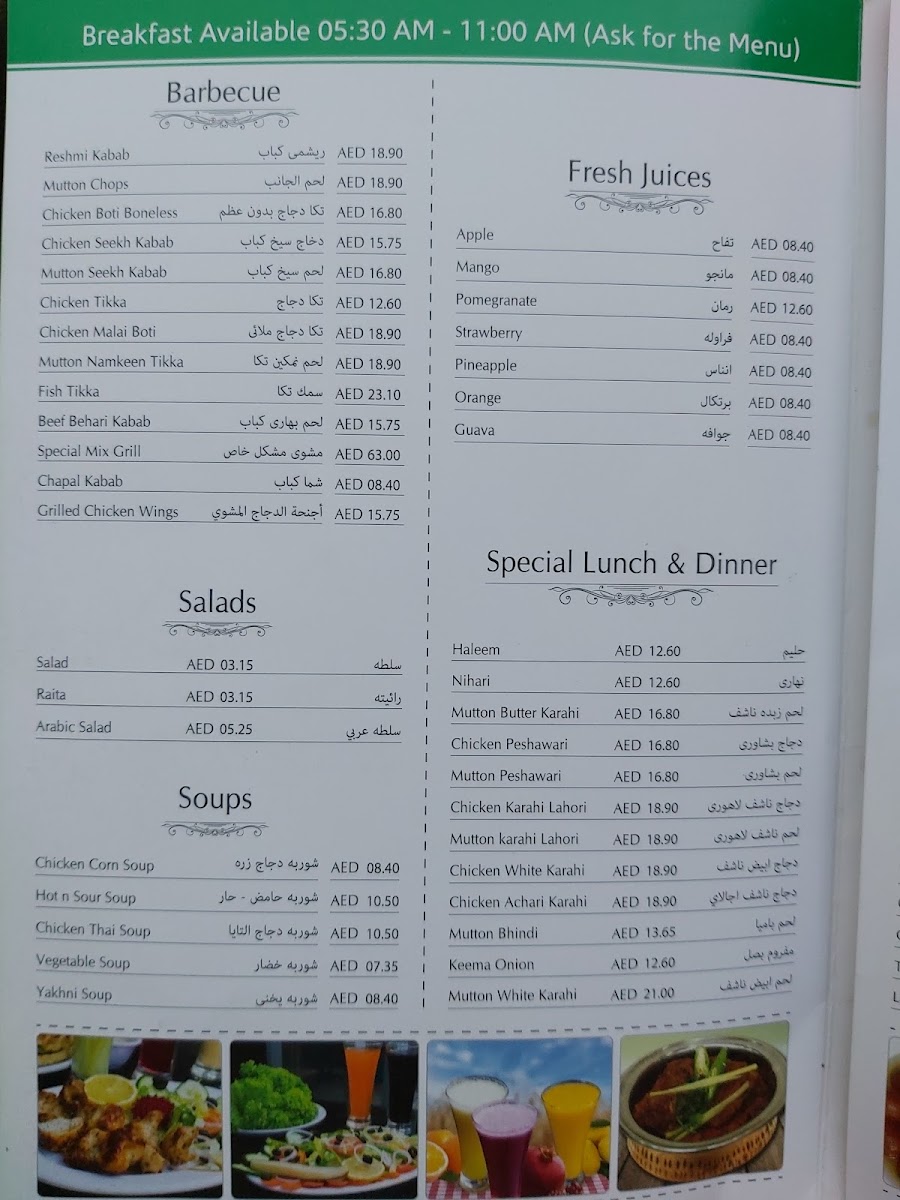 Breakfast Available 05:30 AM - 11:00 AM (Ask for the Menu)
Barbecue
Reshmi Kabab ريشمى كباب AED 18.90
Mutton Chops لحم الجانب AED 18.90
Chicken Boti Boneless تكا دجاج بدون عظم AED 16.80
Chicken Seekh Kabab دخاج سيخ كباب AED 15.75
Mutton Seekh Kabab لحم سيخ كباب AED 16.80
Chicken Tikka تكا دجاج AED 12.60
Chicken Malai Boti تكا دجاج ملائى AED 18.90
Mutton Namkeen Tikka لحم نمكين تكا AED 18.90
Fish Tikka سمك تكا AED 23.10
Beef Behari Kabab لحم بهارى كباب AED 15.75
Special Mix Grill مشوى مشكل خاص AED 63.00
Chapal Kabab شما كباب AED 08.40
Grilled Chicken Wings أجنحة الدجاج المشوي AED 15.75
Salads
Salad AED 03.15 سلطه
Raita AED 03.15 رائيته
Arabic Salad AED 05.25 سلطه عربي
Soups
Chicken Corn Soup شوربه دجاج زره AED 08.40
Hot n Sour Soup شوربه حامض - حار AED 10.50
Chicken Thai Soup شوربه دجاج التايا AED 10.50
Vegetable Soup شوربه خضار AED 07.35
Yakhni Soup شوربه يخنى AED 08.40
Fresh Juices
Apple تفاح AED 08.40
Mango مانجو AED 08.40
Pomegranate رمان AED 12.60
Strawberry فراوله AED 08.40
Pineapple انناس AED 08.40
Orange برتكال AED 08.40
Guava جوافه AED 08.40
Special Lunch & Dinner
Haleem AED 12.60 حليم
Nihari AED 12.60 نهارى
Mutton Butter Karahi AED 16.80 لحم زبده ناشف
Chicken Peshawari AED 16.80 دجاج بشاورى
Mutton Peshawari AED 16.80 لحم بشاورى
Chicken Karahi Lahori AED 18.90 دجاج ناشف لاهورى
Mutton karahi Lahori AED 18.90 لحم ناشف لاهورى
Chicken White Karahi AED 18.90 دجاج ابيض ناشف
Chicken Achari Karahi AED 18.90 دجاج ناشف اجالاي
Mutton Bhindi AED 13.65 لحم باميا
Keema Onion AED 12.60 مفروم بصل
Mutton White Karahi AED 21.00 لحم ابيض ناشف